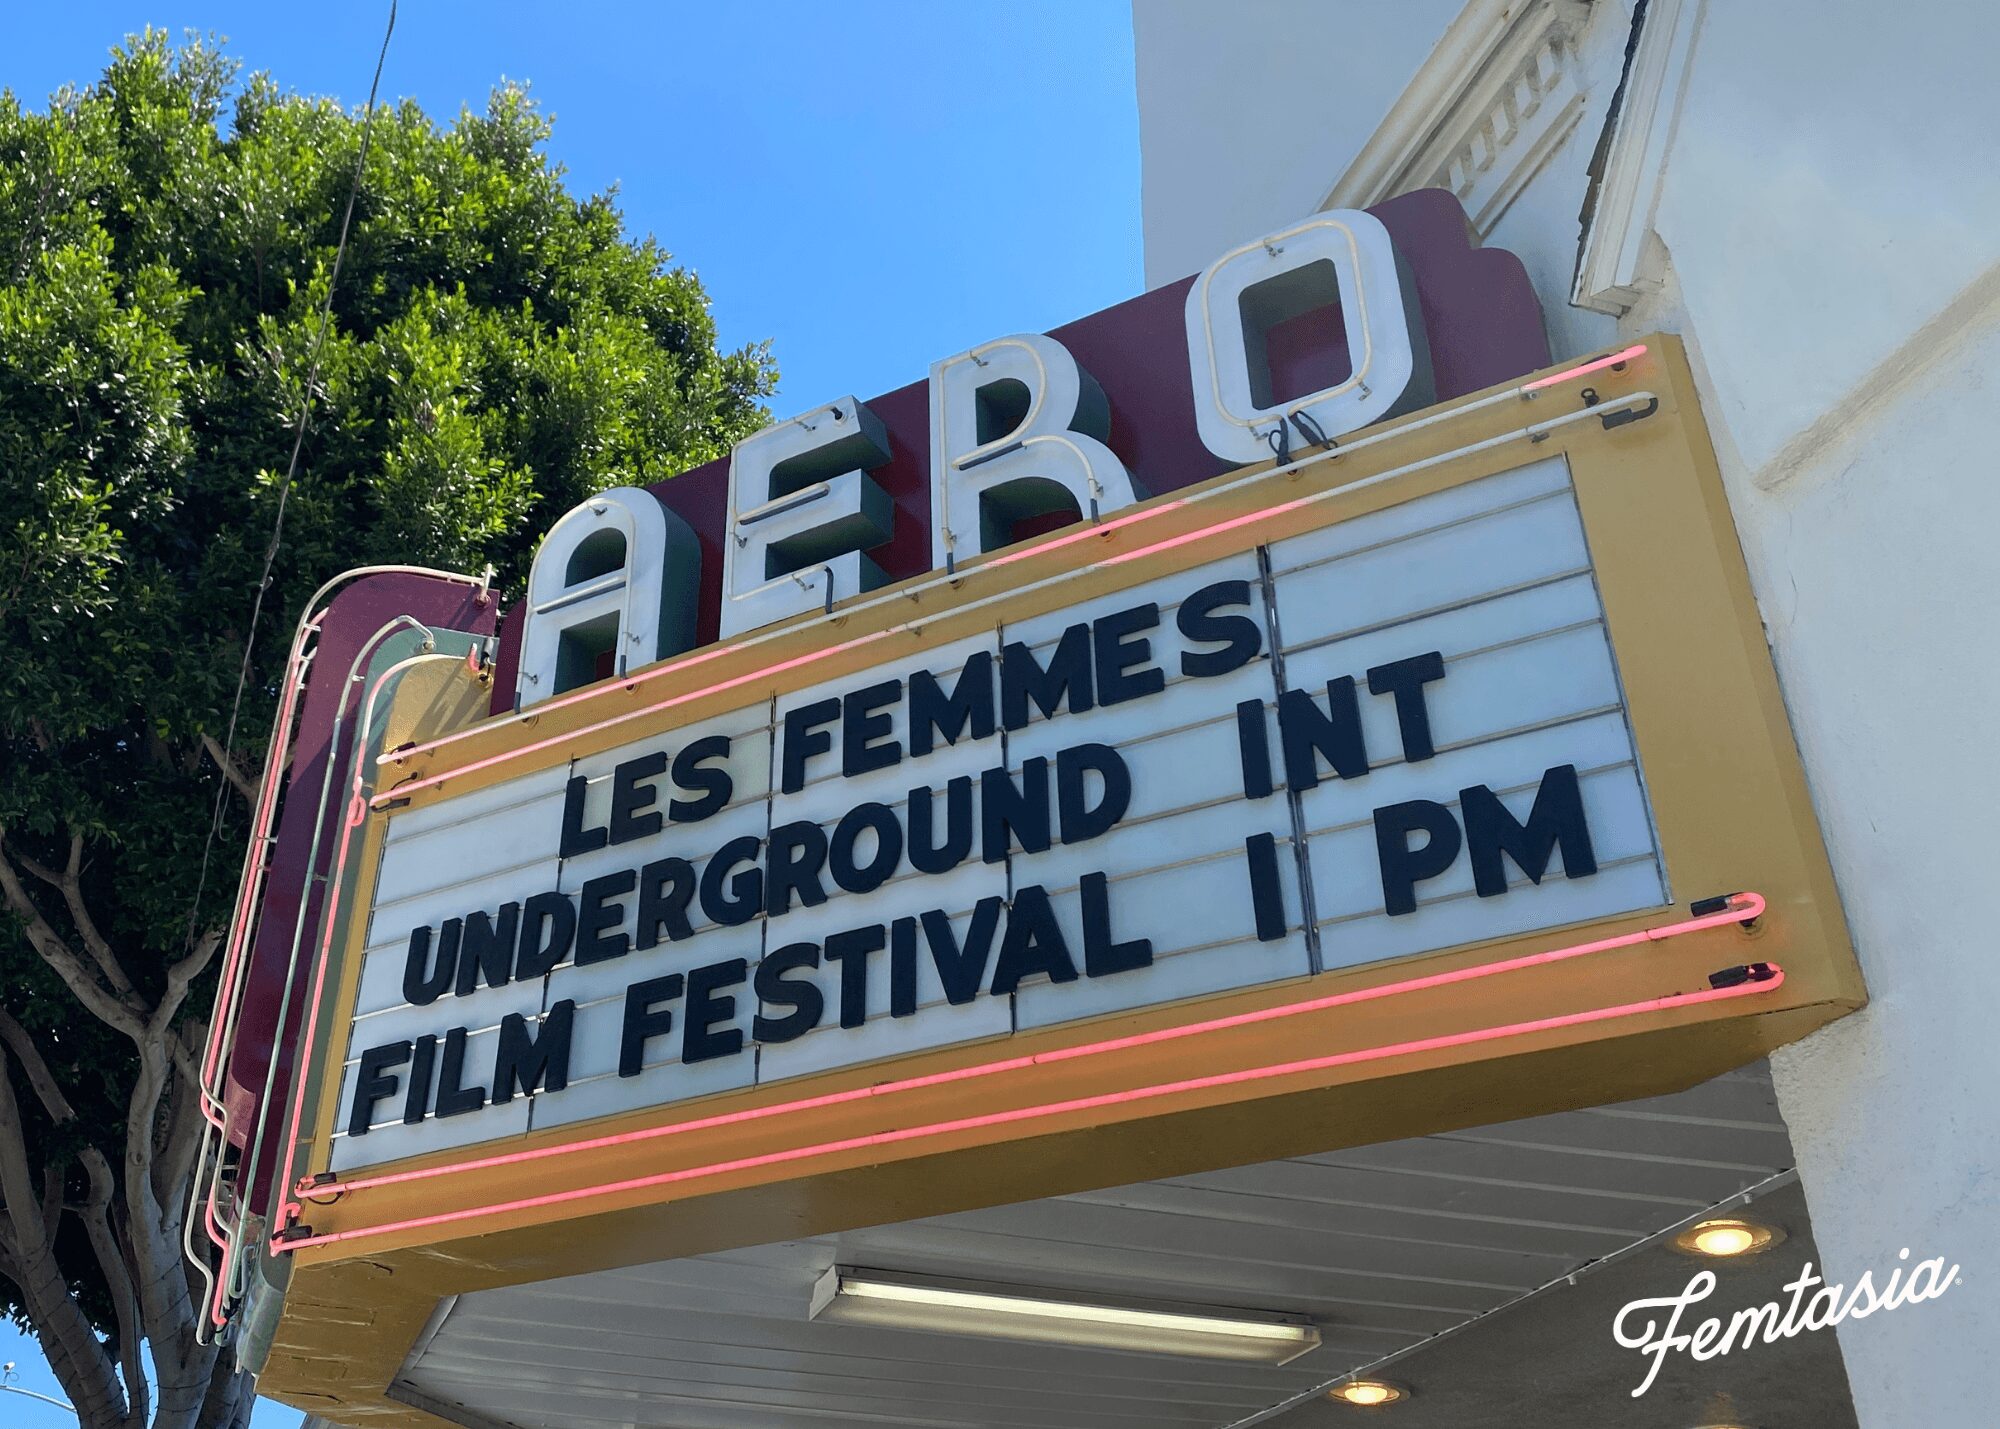 AERO
LES FEMMES
UNDERGROUND INT
FILM FESTIVAL 1 PM
Femtasia®